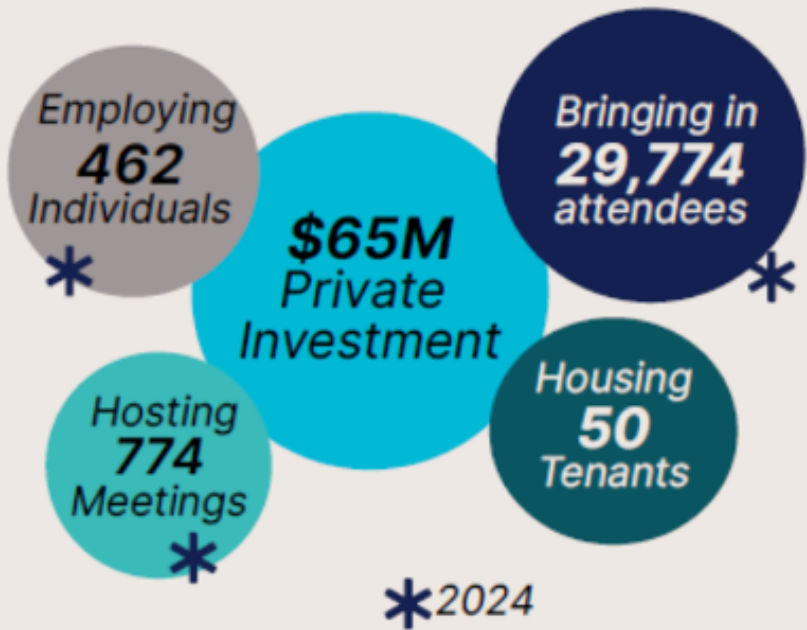 Employing
462
Individuals
*
$65M
Private
Investment
Bringing in
29,774
attendees
*
Hosting
774
Meetings
*
Housing
50
Tenants
*2024